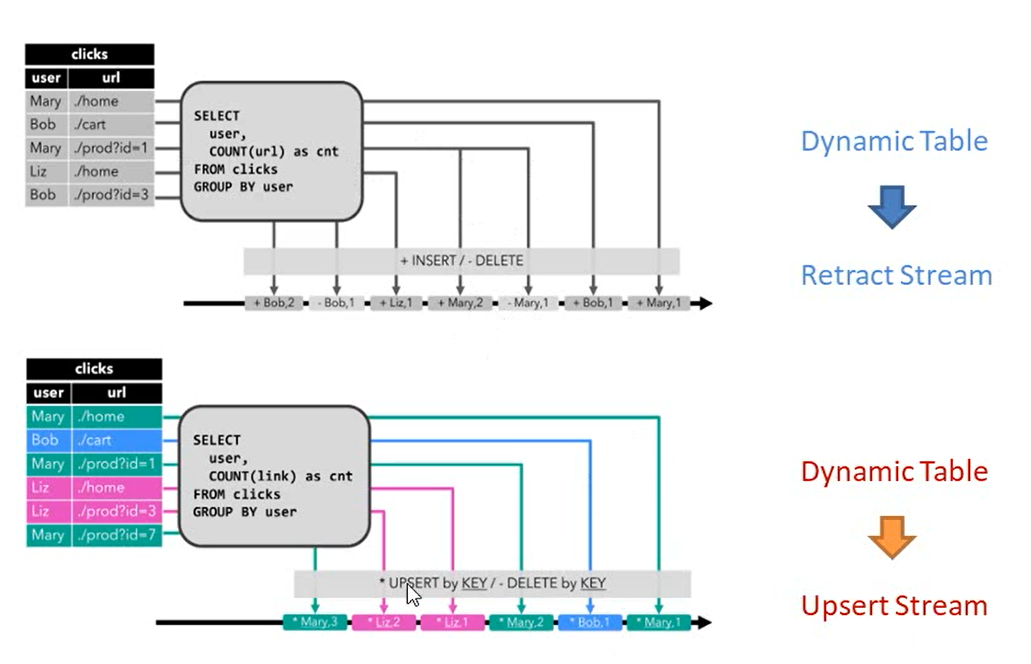 clicks
user url
Mary ./home
Bob ./cart
Mary ./prod?id=1
Liz ./home
Bob ./prod?id=3
SELECT
user,
COUNT(url) as cnt
FROM clicks
GROUP BY user
+ INSERT / - DELETE
+ Bob,2 - Bob,1 + Liz,1 + Mary,2 - Mary,1 + Bob,1 + Mary,1
Dynamic Table
Retract Stream
clicks
user url
Mary ./home
Bob ./cart
Mary ./prod?id=1
Liz ./home
Liz ./prod?id=3
Mary ./prod?id=7
SELECT
user,
COUNT(link) as cnt
FROM clicks
GROUP BY user
* UPSERT by KEY / - DELETE by KEY
* Mary,3 * Liz,2 * Liz,1 * Mary,2 * Bob,1 * Mary,1
Dynamic Table
Upsert Stream